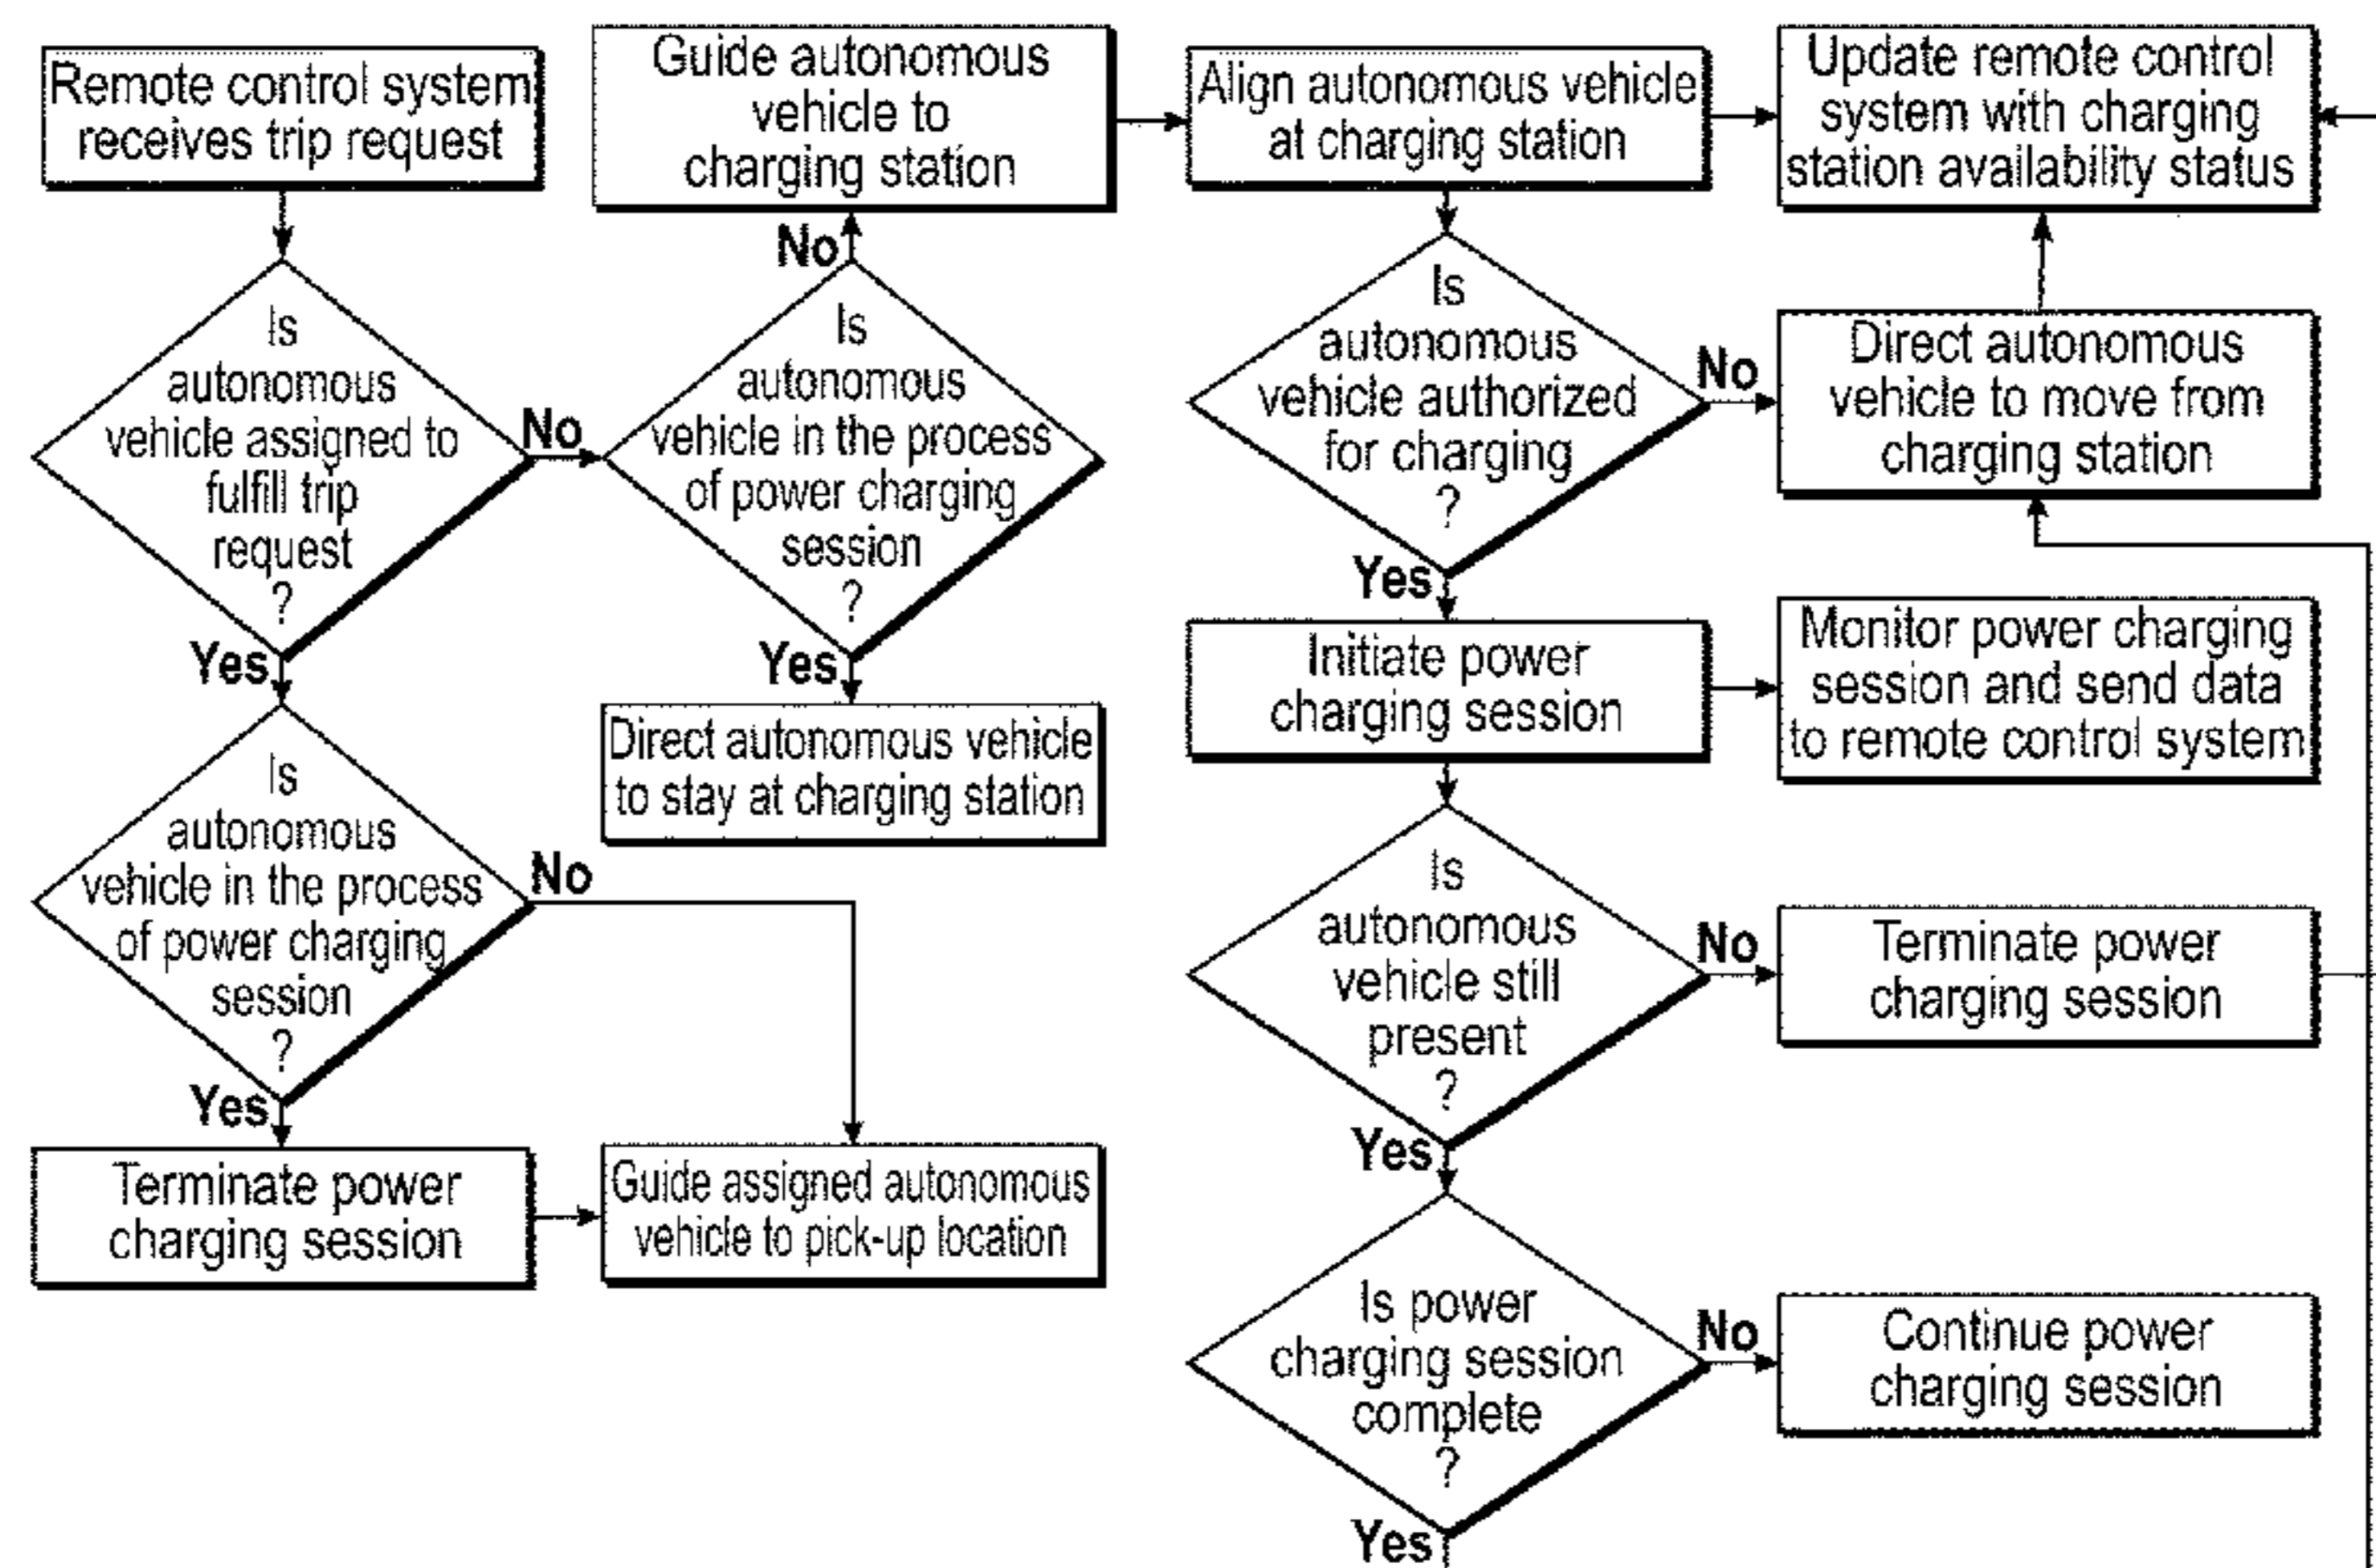 Remote control system
receives trip request
Is
autonomous
vehicle assigned to
fulfill trip
request
?
No
Yes
Is
autonomous
vehicle in the process
of power charging
session
?
No
Yes
Terminate power
charging session
Guide autonomous
vehicle to
charging station
No
Is
autonomous
vehicle in the process
of power charging
session
?
Yes
Direct autonomous vehicle
to stay at charging station
Guide assigned autonomous
vehicle to pick-up location
Align autonomous vehicle
at charging station
Is
autonomous
vehicle authorized
for charging
?
No
Yes
Initiate power
charging session
Is
autonomous
vehicle still
present
?
No
Yes
Is power
charging session
complete
?
No
Yes
Update remote control
system with charging
station availability status
Direct autonomous
vehicle to move from
charging station
Monitor power charging
session and send data
to remote control system
Terminate power
charging session
Continue power
charging session